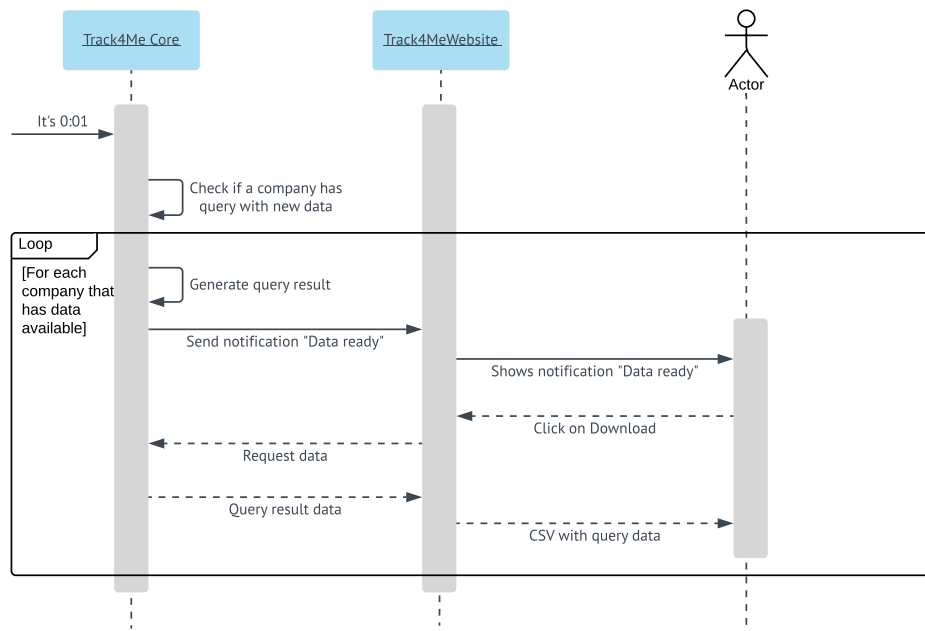 Track4Me Core
Track4MeWebsite
Actor
It's 0:01
Check if a company has
query with new data
Loop
[For each
company that
has data
available]
Generate query result
Send notification "Data ready"
Shows notification "Data ready"
Click on Download
Request data
Query result data
CSV with query data